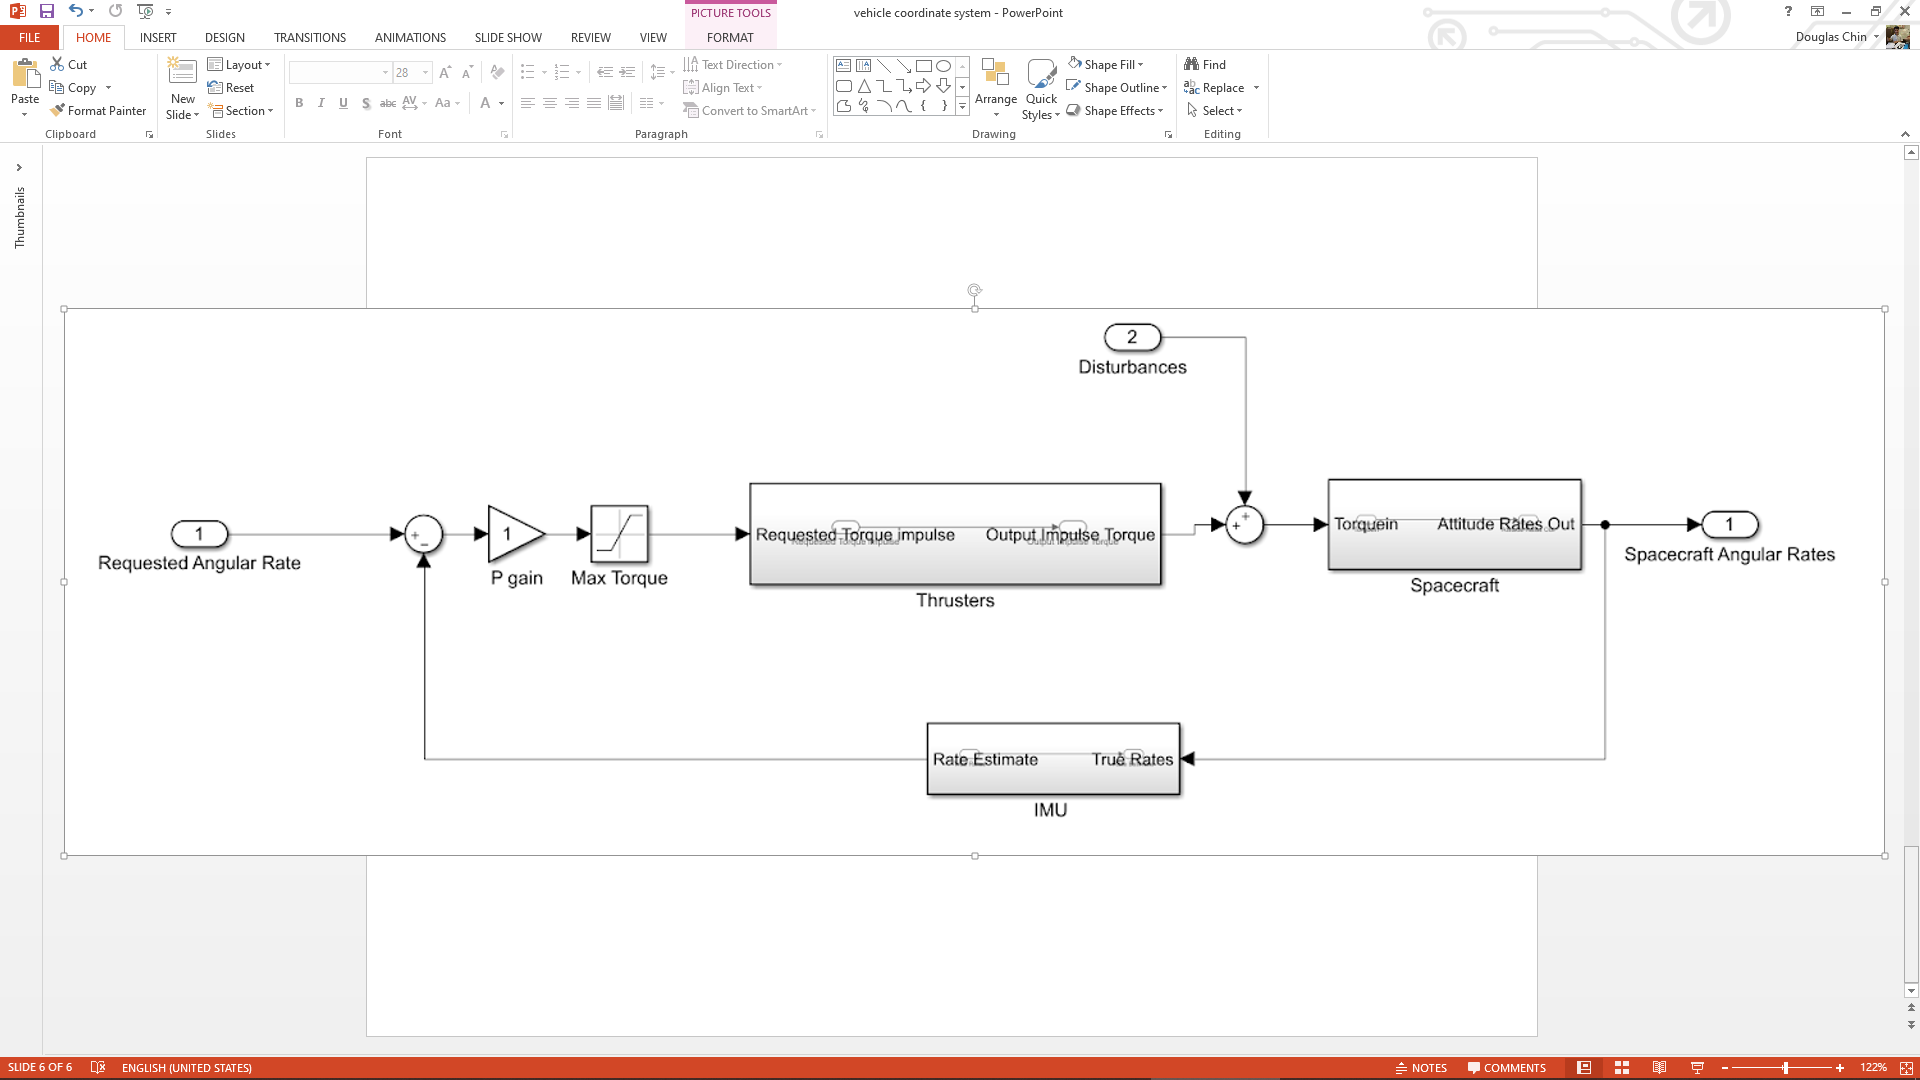 PICTURE TOOLS
vehicle coordinate system - PowerPoint
?
FILE
HOME
INSERT
DESIGN
TRANSITIONS
ANIMATIONS
SLIDE SHOW
REVIEW
VIEW
FORMAT
Douglas Chin
Paste
Cut
Copy
Format Painter
Clipboard
New
Slide
Layout
Reset
Section
Slides
28
B I U S abc AV Aa A
Font
Text Direction
Align Text
Convert to SmartArt
Paragraph
Arrange
Quick
Styles
Shape Fill
Shape Outline
Shape Effects
Drawing
Find
Replace
Select
Editing
Thumbnails
2
Disturbances
1
Requested Angular Rate
+
−
1
P gain
Max Torque
Requested Torque impulse
Output Impulse Torque
Thrusters
+
+
Torquein
Attitude Rates Out
Spacecraft
1
Spacecraft Angular Rates
Rate Estimate
True Rates
IMU
SLIDE 6 OF 6
ENGLISH (UNITED STATES)
NOTES
COMMENTS
122%